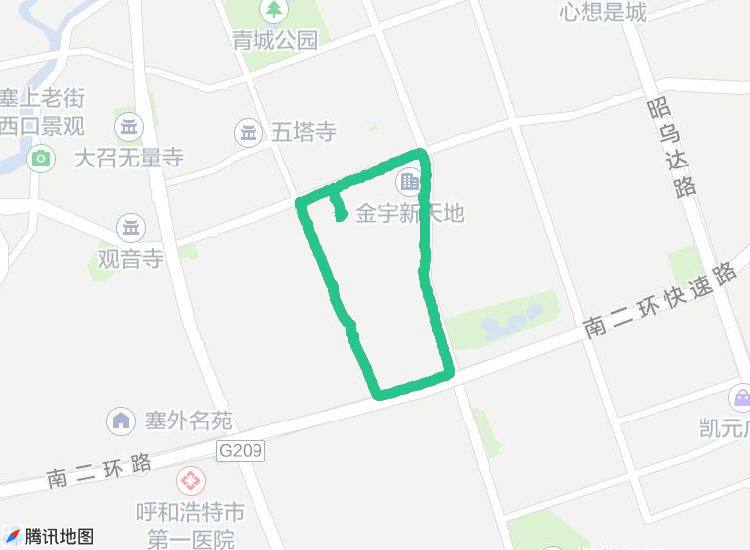 心想是城
青城公园
塞上老街
西口景观
昭乌达路
五塔寺
大召无量寺
金宇新天地
观音寺
南二环快速路
塞外名苑
凯元广
G209
南二环路
呼和浩特市
第一医院
腾讯地图